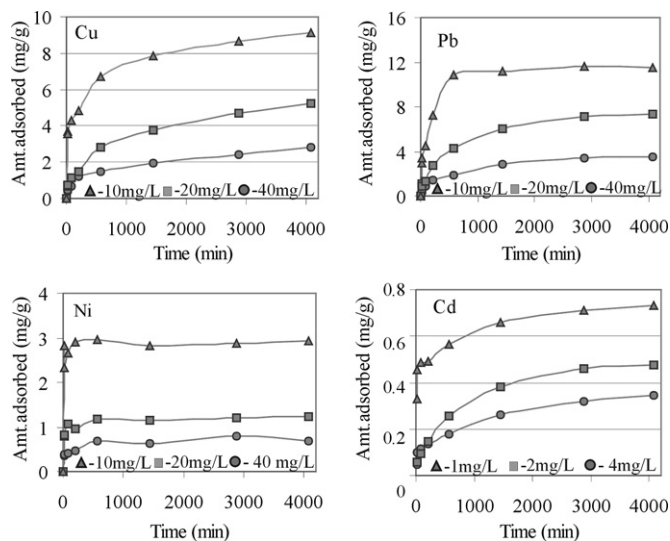 Cu
Amt.adsorbed (mg/g)
10
8
6
4
2
0
-10mg/L -20mg/L -40mg/L
0 1000 2000 3000 4000
Time (min)
Pb
Amt.adsorbed (mg/g)
16
12
8
4
0
-10mg/L -20mg/L -40mg/L
0 1000 2000 3000 4000
Time (min)
Ni
Amt.adsorbed (mg/g)
4
3
2
1
0
-10mg/L -20mg/L - 40 mg/L
0 1000 2000 3000 4000
Time (min)
Cd
Amt.adsorbed (mg/g)
0.8
0.6
0.4
0.2
0
-1mg/L -2mg/L - 4mg/L
0 1000 2000 3000 4000
Time (min)